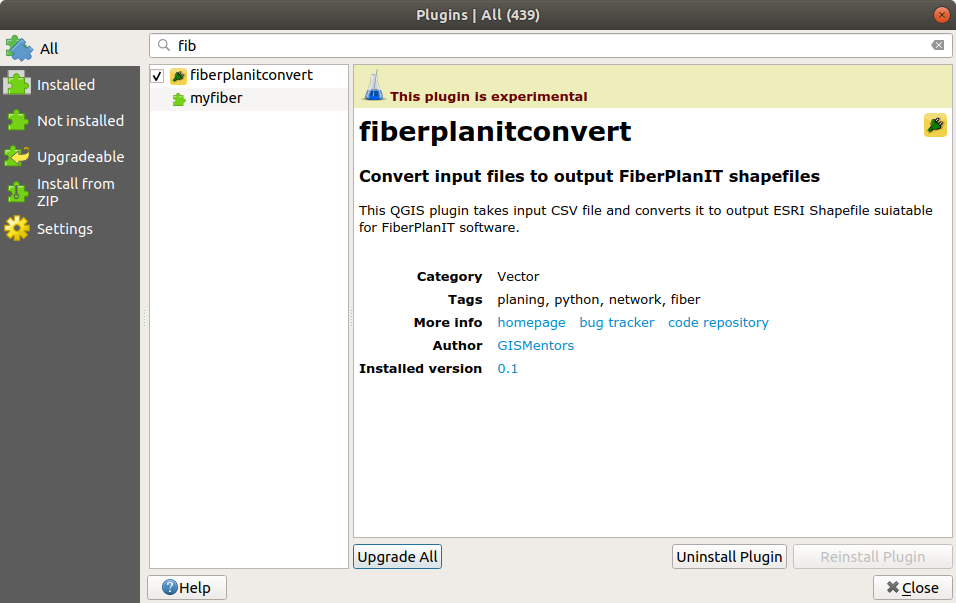 Plugins | All (439)
All
Installed
Not installed
Upgradeable
Install from
ZIP
Settings
fib
fiberplanitconvert
myfiber
This plugin is experimental
fiberplanitconvert
Convert input files to output FiberPlanIT shapefiles
This QGIS plugin takes input CSV file and converts it to output ESRI Shapefile suiatable
for FiberPlanIT software.
Category Vector
Tags planing, python, network, fiber
More info homepage bug tracker code repository
Author GISMentors
Installed version 0.1
Upgrade All Uninstall Plugin Reinstall Plugin
Help Close